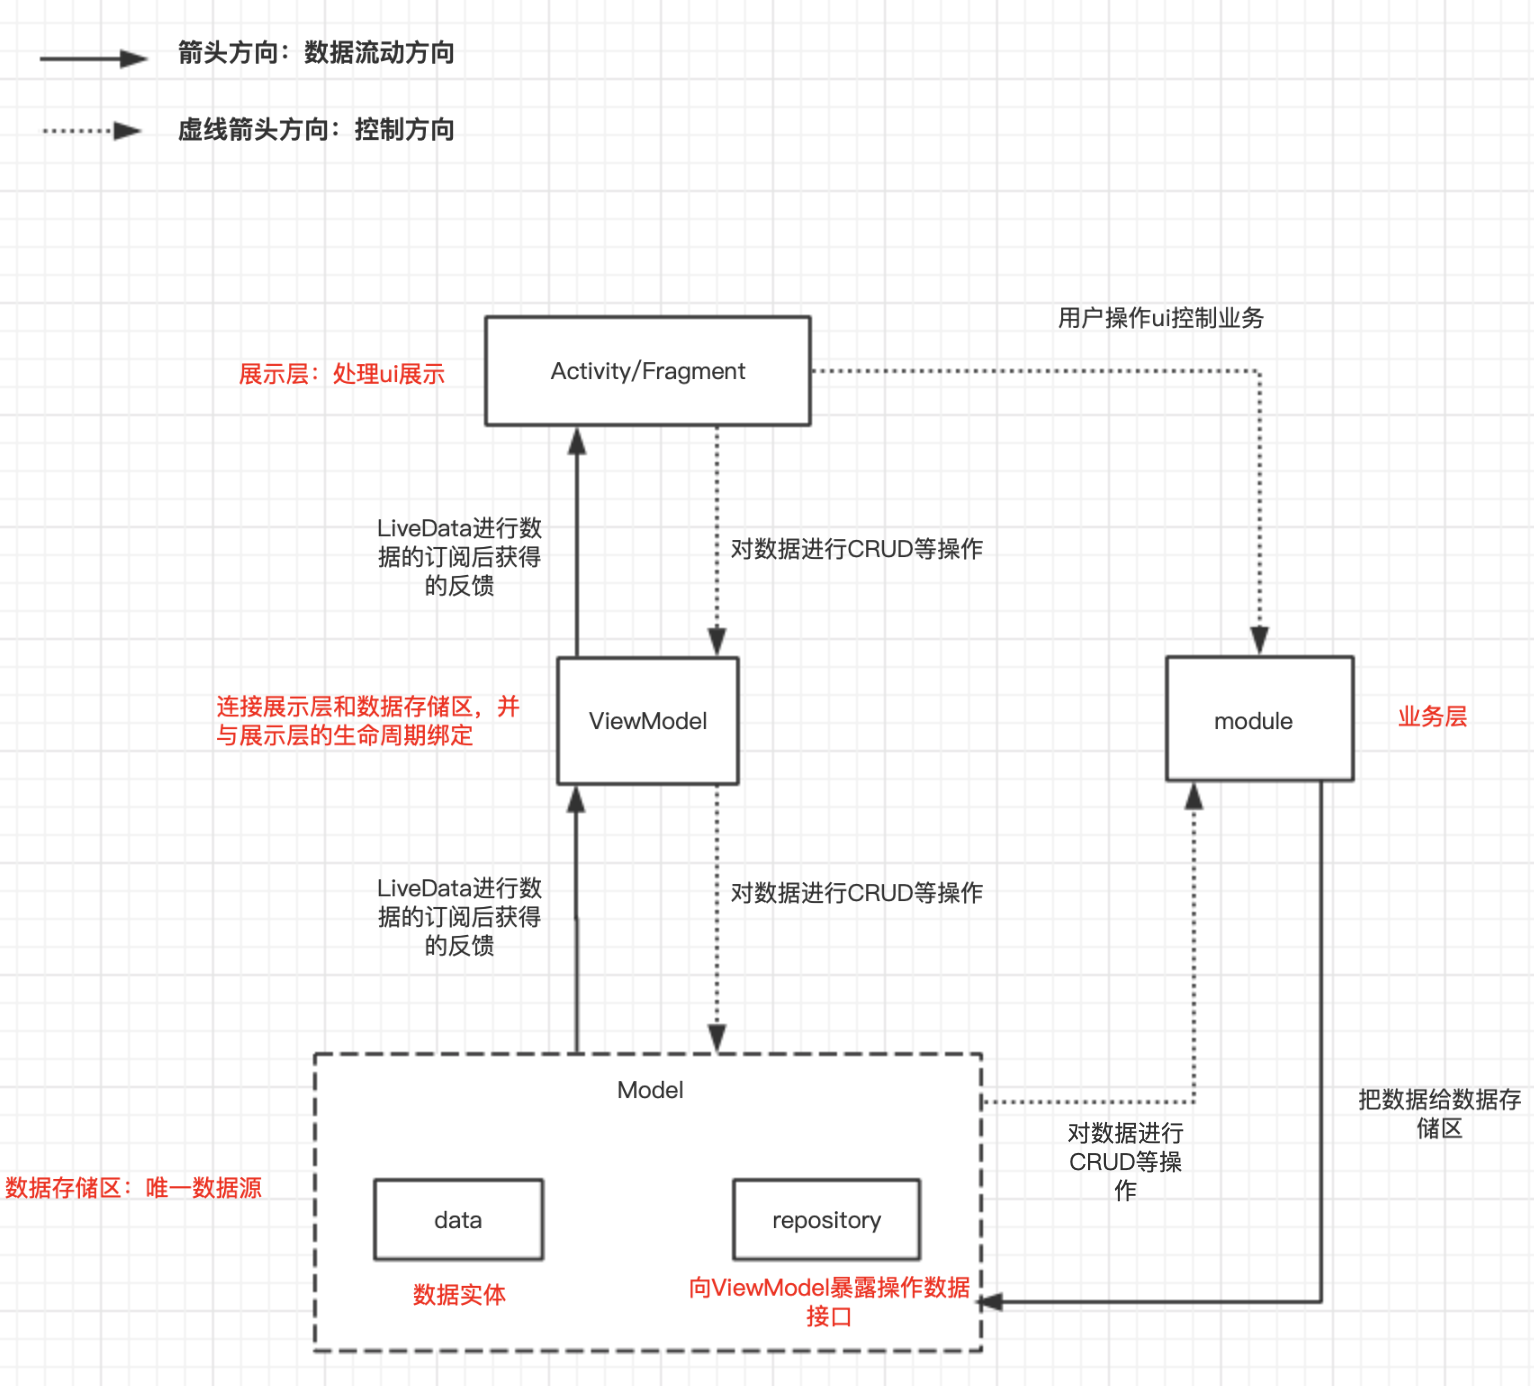 箭头方向：数据流动方向
虚线箭头方向：控制方向
用户操作ui控制业务
展示层：处理ui展示
Activity/Fragment
LiveData进行数
据的订阅后获得
的反馈
对数据进行CRUD等操作
连接展示层和数据存储区，并
与展示层的生命周期绑定
ViewModel
module
业务层
LiveData进行数
据的订阅后获得
的反馈
对数据进行CRUD等操作
Model
把数据给数据存
储区
对数据进行
CRUD等操
作
数据存储区：唯一数据源
data
repository
数据实体
向ViewModel暴露操作数据
接口